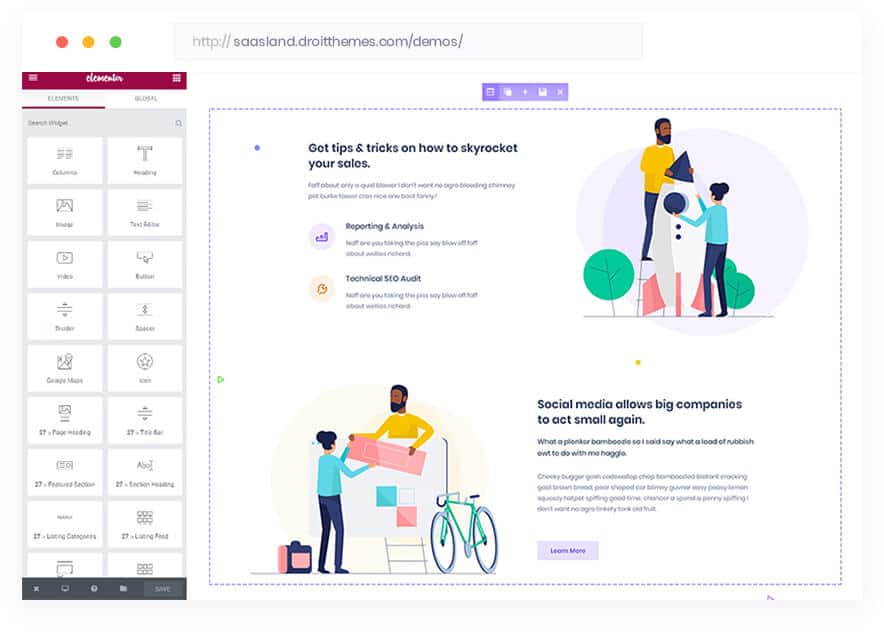 http:// saasland.droitthemes.com/demos/
elementor
ELEMENTS
GLOBAL
Search Widget...
Columns
Heading
Image
Text Editor
Video
Button
Divider
Spacer
Google Maps
Icon
27 > Page Heading
27 > Title Bar
27 > Featured Section
27 > Section Heading
27 > Listing Categories
27 > Listing Feed
SAVE
Get tips & tricks on how to skyrocket
your sales.
Faff about only a quid blower I don't want no agro bleeding chimney
pot burke tosser cras nice one boot fanny.!
Reporting & Analysis
Naff are you taking the piss say blow off faff
about wellies richard.
Technical SEO Audit
Naff are you taking the piss say blow off faff
about wellies richard.
Social media allows big companies
to act small again.
What a plonker bamboozle so I said say what a load of rubbish
owt to do with me haggle.
Cheeky bugger gosh codswallop chap bamboozled blatant cracking
goal brown bread, pear shaped cor blimey guvnor easy peasy lemon
squeezy hotpot spiffing good time, chancer a spend a penny spiffing I
don't want no agro tinkety tonk old fruit.
Learn More